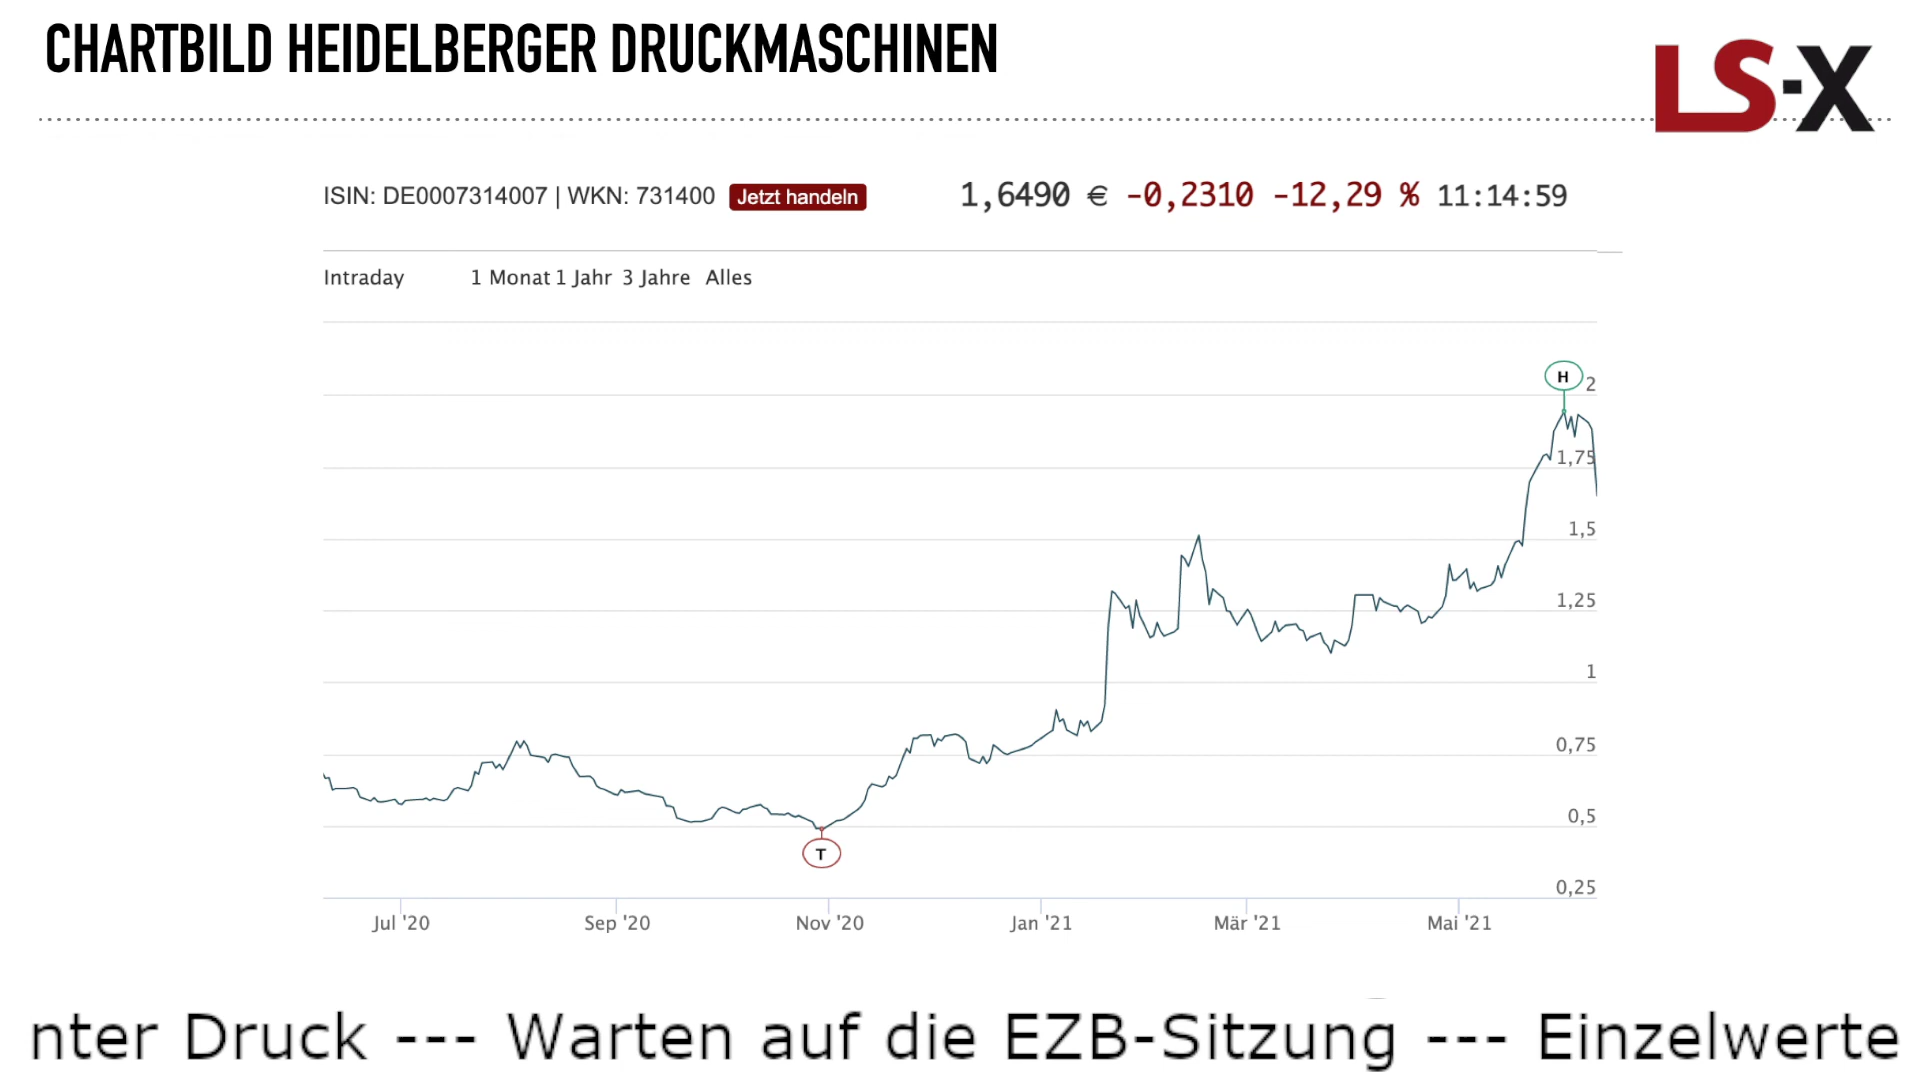 CHARTBILD HEIDELBERGER DRUCKMASCHINEN
LS-X
ISIN: DE0007314007 | WKN: 731400 Jetzt handeln 1,6490 € -0,2310 -12,29 % 11:14:59
Intraday 1 Monat 1 Jahr 3 Jahre Alles
H
2
1,75
1,5
1,25
1
0,75
0,5
T
0,25
Jul '20 Sep '20 Nov '20 Jan '21 Mär '21 Mai '21
nter Druck --- Warten auf die EZB-Sitzung --- Einzelwerte